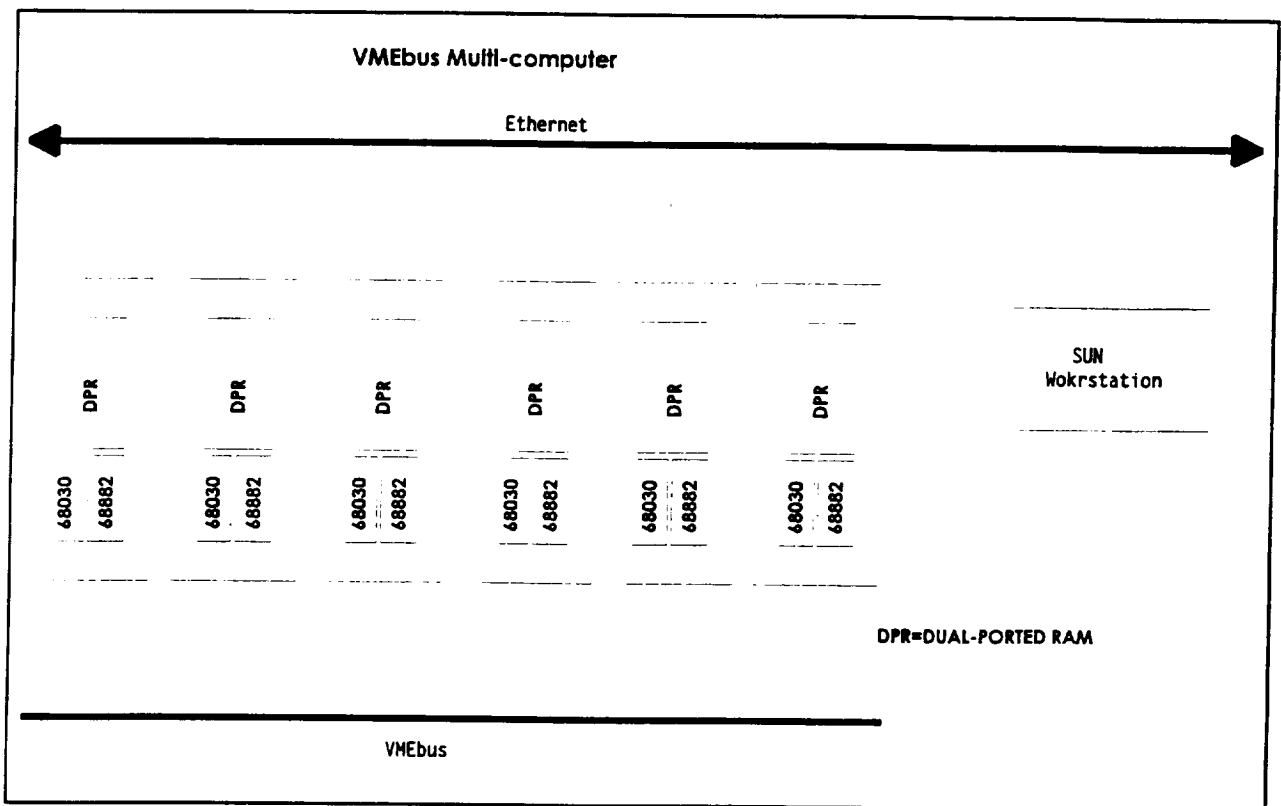 VMEbus Multi-computer
Ethernet
SUN
Wokrstation
DPR
DPR
DPR
DPR
DPR
DPR
68030
68882
68030
68882
68030
68882
68030
68882
68030
68882
68030
68882
DPR=DUAL-PORTED RAM
VMEbus